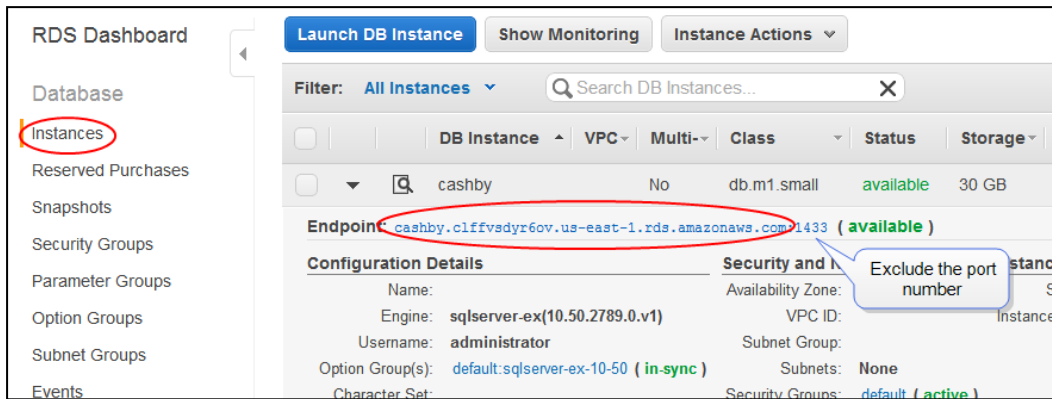 RDS Dashboard
Database
Instances
Reserved Purchases
Snapshots
Security Groups
Parameter Groups
Option Groups
Subnet Groups
Events
Launch DB Instance Show Monitoring Instance Actions
Filter: All Instances Search DB Instances...
DB Instance VPC Multi- Class Status Storage
cashby No db.m1.small available 30 GB
Endpoint: cashby.clffvsdyr6ov.us-east-1.rds.amazonaws.com:1433 ( available )
Exclude the port
number
Configuration Details Security and
Name: Availability Zone:
Engine: sqlserver-ex(10.50.2789.0.v1) VPC ID: Instance
Username: administrator Subnet Group:
Option Group(s): default:sqlserver-ex-10-50 ( in-sync ) Subnets: None
Character Set: Security Groups: default ( active )